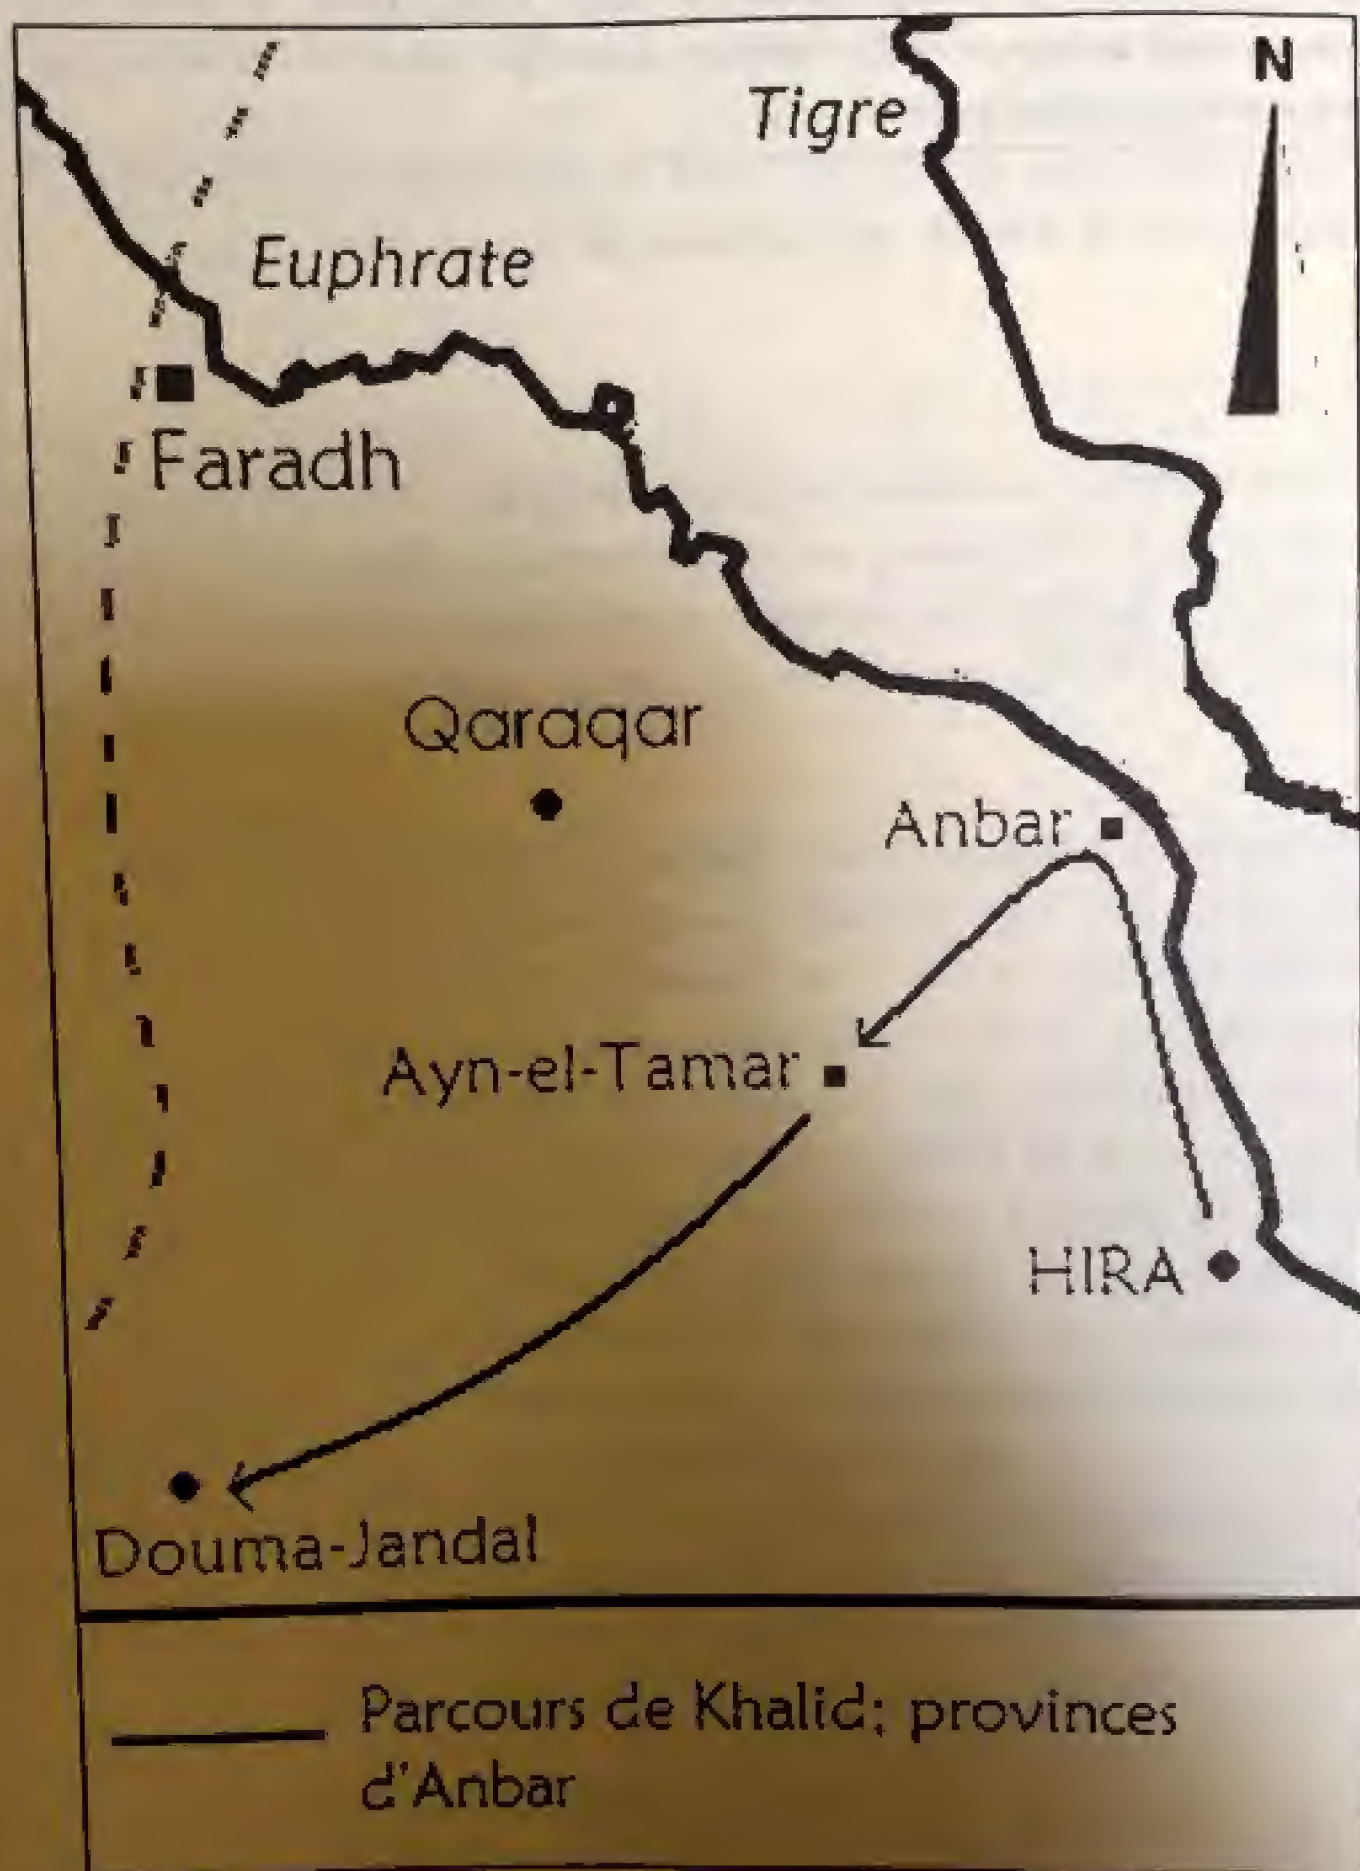 N
Tigre
Euphrate
Faradh
Qaraqar
Anbar
Ayn-el-Tamar
HIRA
Douma-Jandal
Parcours de Khalid; provinces
d'Anbar